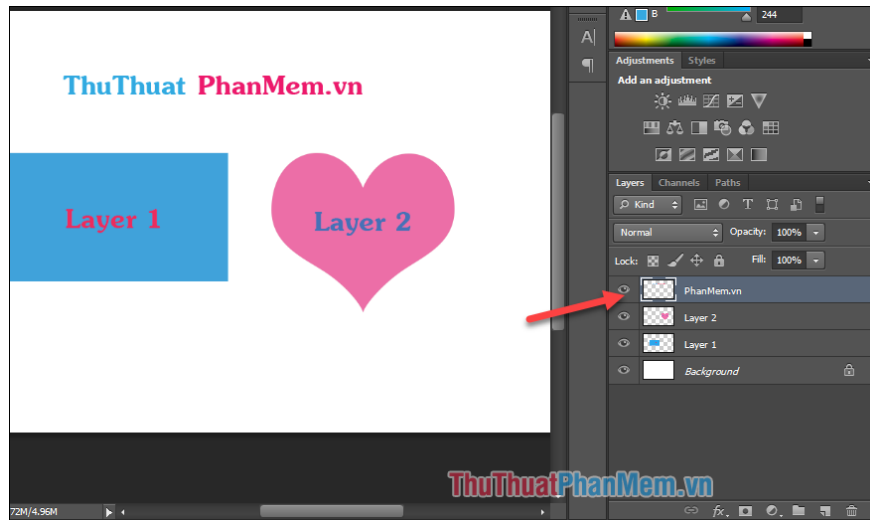 B 244
A|
¶
Adjustments Styles
Add an adjustment
ThuThuat PhanMem.vn
Layers Channels Paths
Kind
T
Normal Opacity: 100%
Lock: Fill: 100%
Layer 1
Layer 2
PhanMem.vn
Layer 2
Layer 1
Background
ThuThuatPhanMem.vn
72M/4.96M
fx.